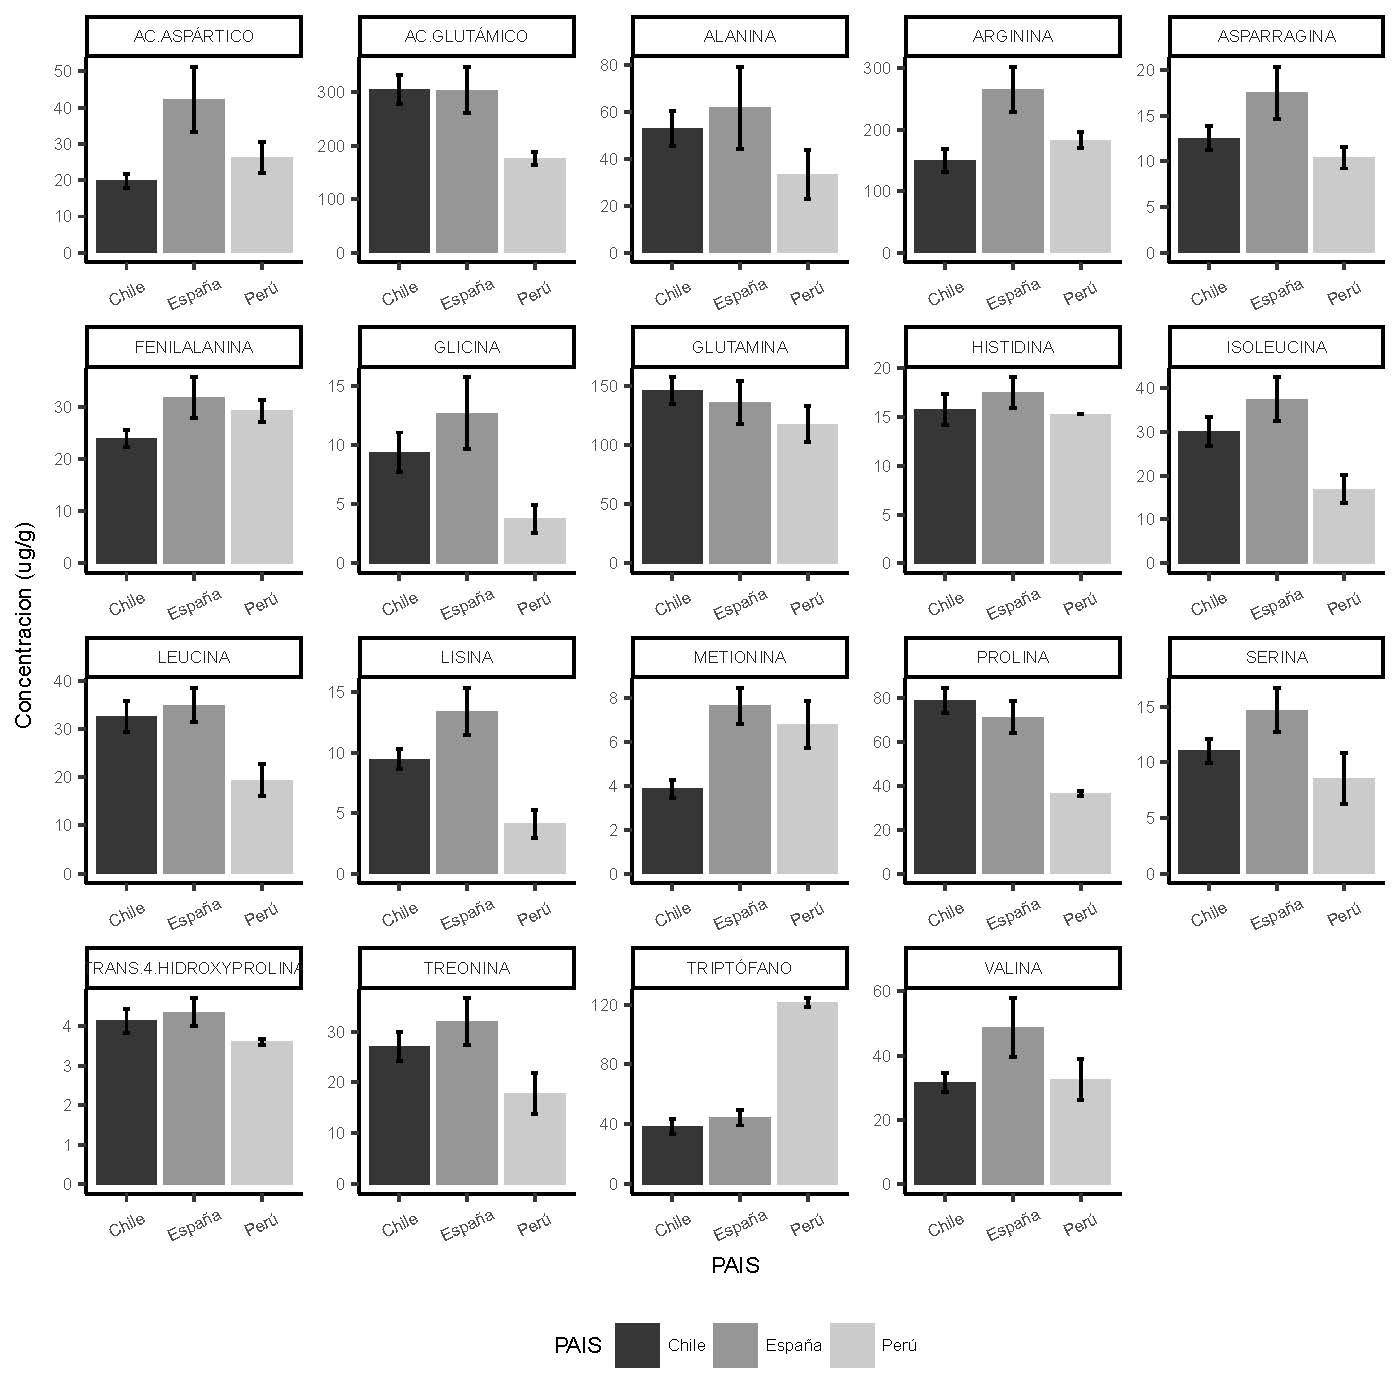 AC.ASPÁRTICO AC.GLUTÁMICO ALANINA ARGININA ASPARRAGINA
50 40 30 20 10 0
300 200 100 0
80 60 40 20 0
300 200 100 0
20 15 10 5 0
Chile España Perú Chile España Perú Chile España Perú Chile España Perú Chile España Perú
FENILALANINA GLICINA GLUTAMINA HISTIDINA ISOLEUCINA
30 20 10 0
15 10 5 0
150 100 50 0
20 15 10 5 0
40 30 20 10 0
Chile España Perú Chile España Perú Chile España Perú Chile España Perú Chile España Perú
Concentracion (ug/g)
LEUCINA LISINA METIONINA PROLINA SERINA
40 30 20 10 0
15 10 5 0
8 6 4 2 0
80 60 40 20 0
15 10 5 0
Chile España Perú Chile España Perú Chile España Perú Chile España Perú Chile España Perú
TRANS.4.HIDROXYPROLINA TREONINA TRIPTÓFANO VALINA
4 3 2 1 0
30 20 10 0
120 80 40 0
60 40 20 0
Chile España Perú Chile España Perú Chile España Perú Chile España Perú
PAIS
PAIS Chile España Perú